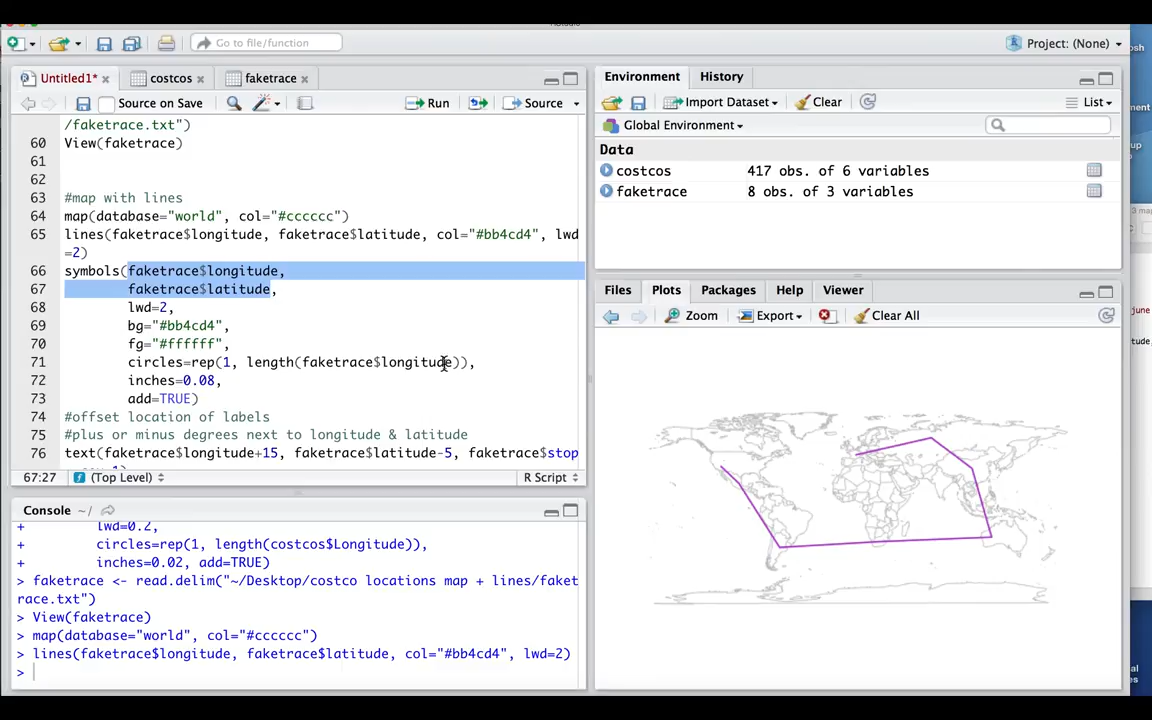 Go to file/function
Project: (None)
Untitled1*
costcos
faketrace
Source on Save
Run
Source
/faketrace.txt")
60 View(faketrace)
61
62
63 #map with lines
64 map(database="world", col="#cccccc")
65 lines(faketrace$longitude, faketrace$latitude, col="#bb4cd4", lwd
=2)
66 symbols(faketrace$longitude,
67 faketrace$latitude,
68 lwd=2,
69 bg="#bb4cd4",
70 fg="#ffffff",
71 circles=rep(1, length(faketrace$longitude)),
72 inches=0.08,
73 add=TRUE)
74 #offset location of labels
75 #plus or minus degrees next to longitude & latitude
76 text(faketrace$longitude+15, faketrace$latitude-5, faketrace$stop
67:27
(Top Level)
R Script
Console ~/
+ lwd=0.2,
+ circles=rep(1, length(costcos$Longitude)),
+ inches=0.02, add=TRUE)
> faketrace <- read.delim("~/Desktop/costco locations map + lines/faket
race.txt")
> View(faketrace)
> map(database="world", col="#cccccc")
> lines(faketrace$longitude, faketrace$latitude, col="#bb4cd4", lwd=2)
>
Environment
History
Import Dataset
Clear
List
Global Environment
Data
costcos 417 obs. of 6 variables
faketrace 8 obs. of 3 variables
Files
Plots
Packages
Help
Viewer
Zoom
Export
Clear All